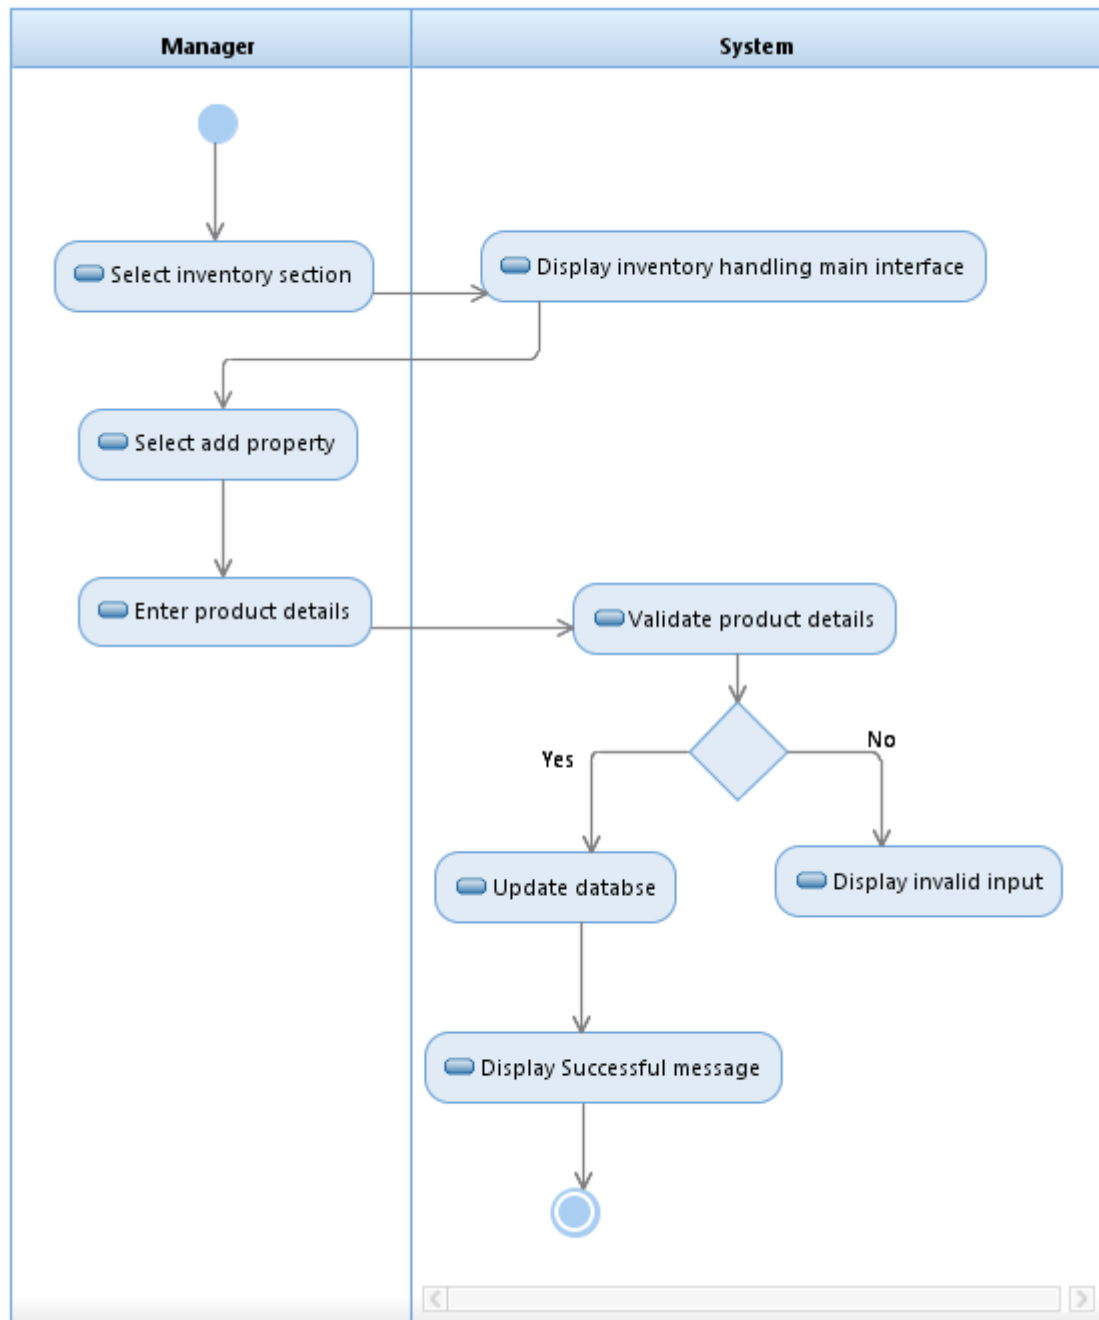 Manager
System
Select inventory section
Display inventory handling main interface
Select add property
Enter product details
Validate product details
Yes
No
Update databse
Display invalid input
Display Successful message